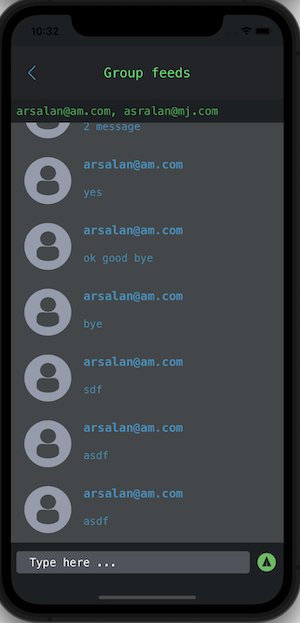 10:32
Group feeds
arsalan@am.com, asralan@mj.com
2 message
arsalan@am.com
yes
arsalan@am.com
ok good bye
arsalan@am.com
bye
arsalan@am.com
sdf
arsalan@am.com
asdf
arsalan@am.com
asdf
Type here ...